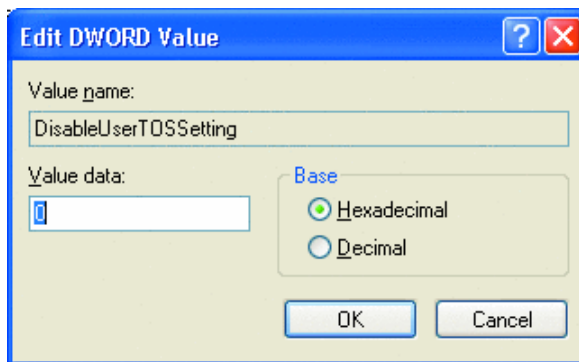 Edit DWORD Value
Value name:
DisableUserTOSSetting
Value data:
0
Base
Hexadecimal
Decimal
OK
Cancel